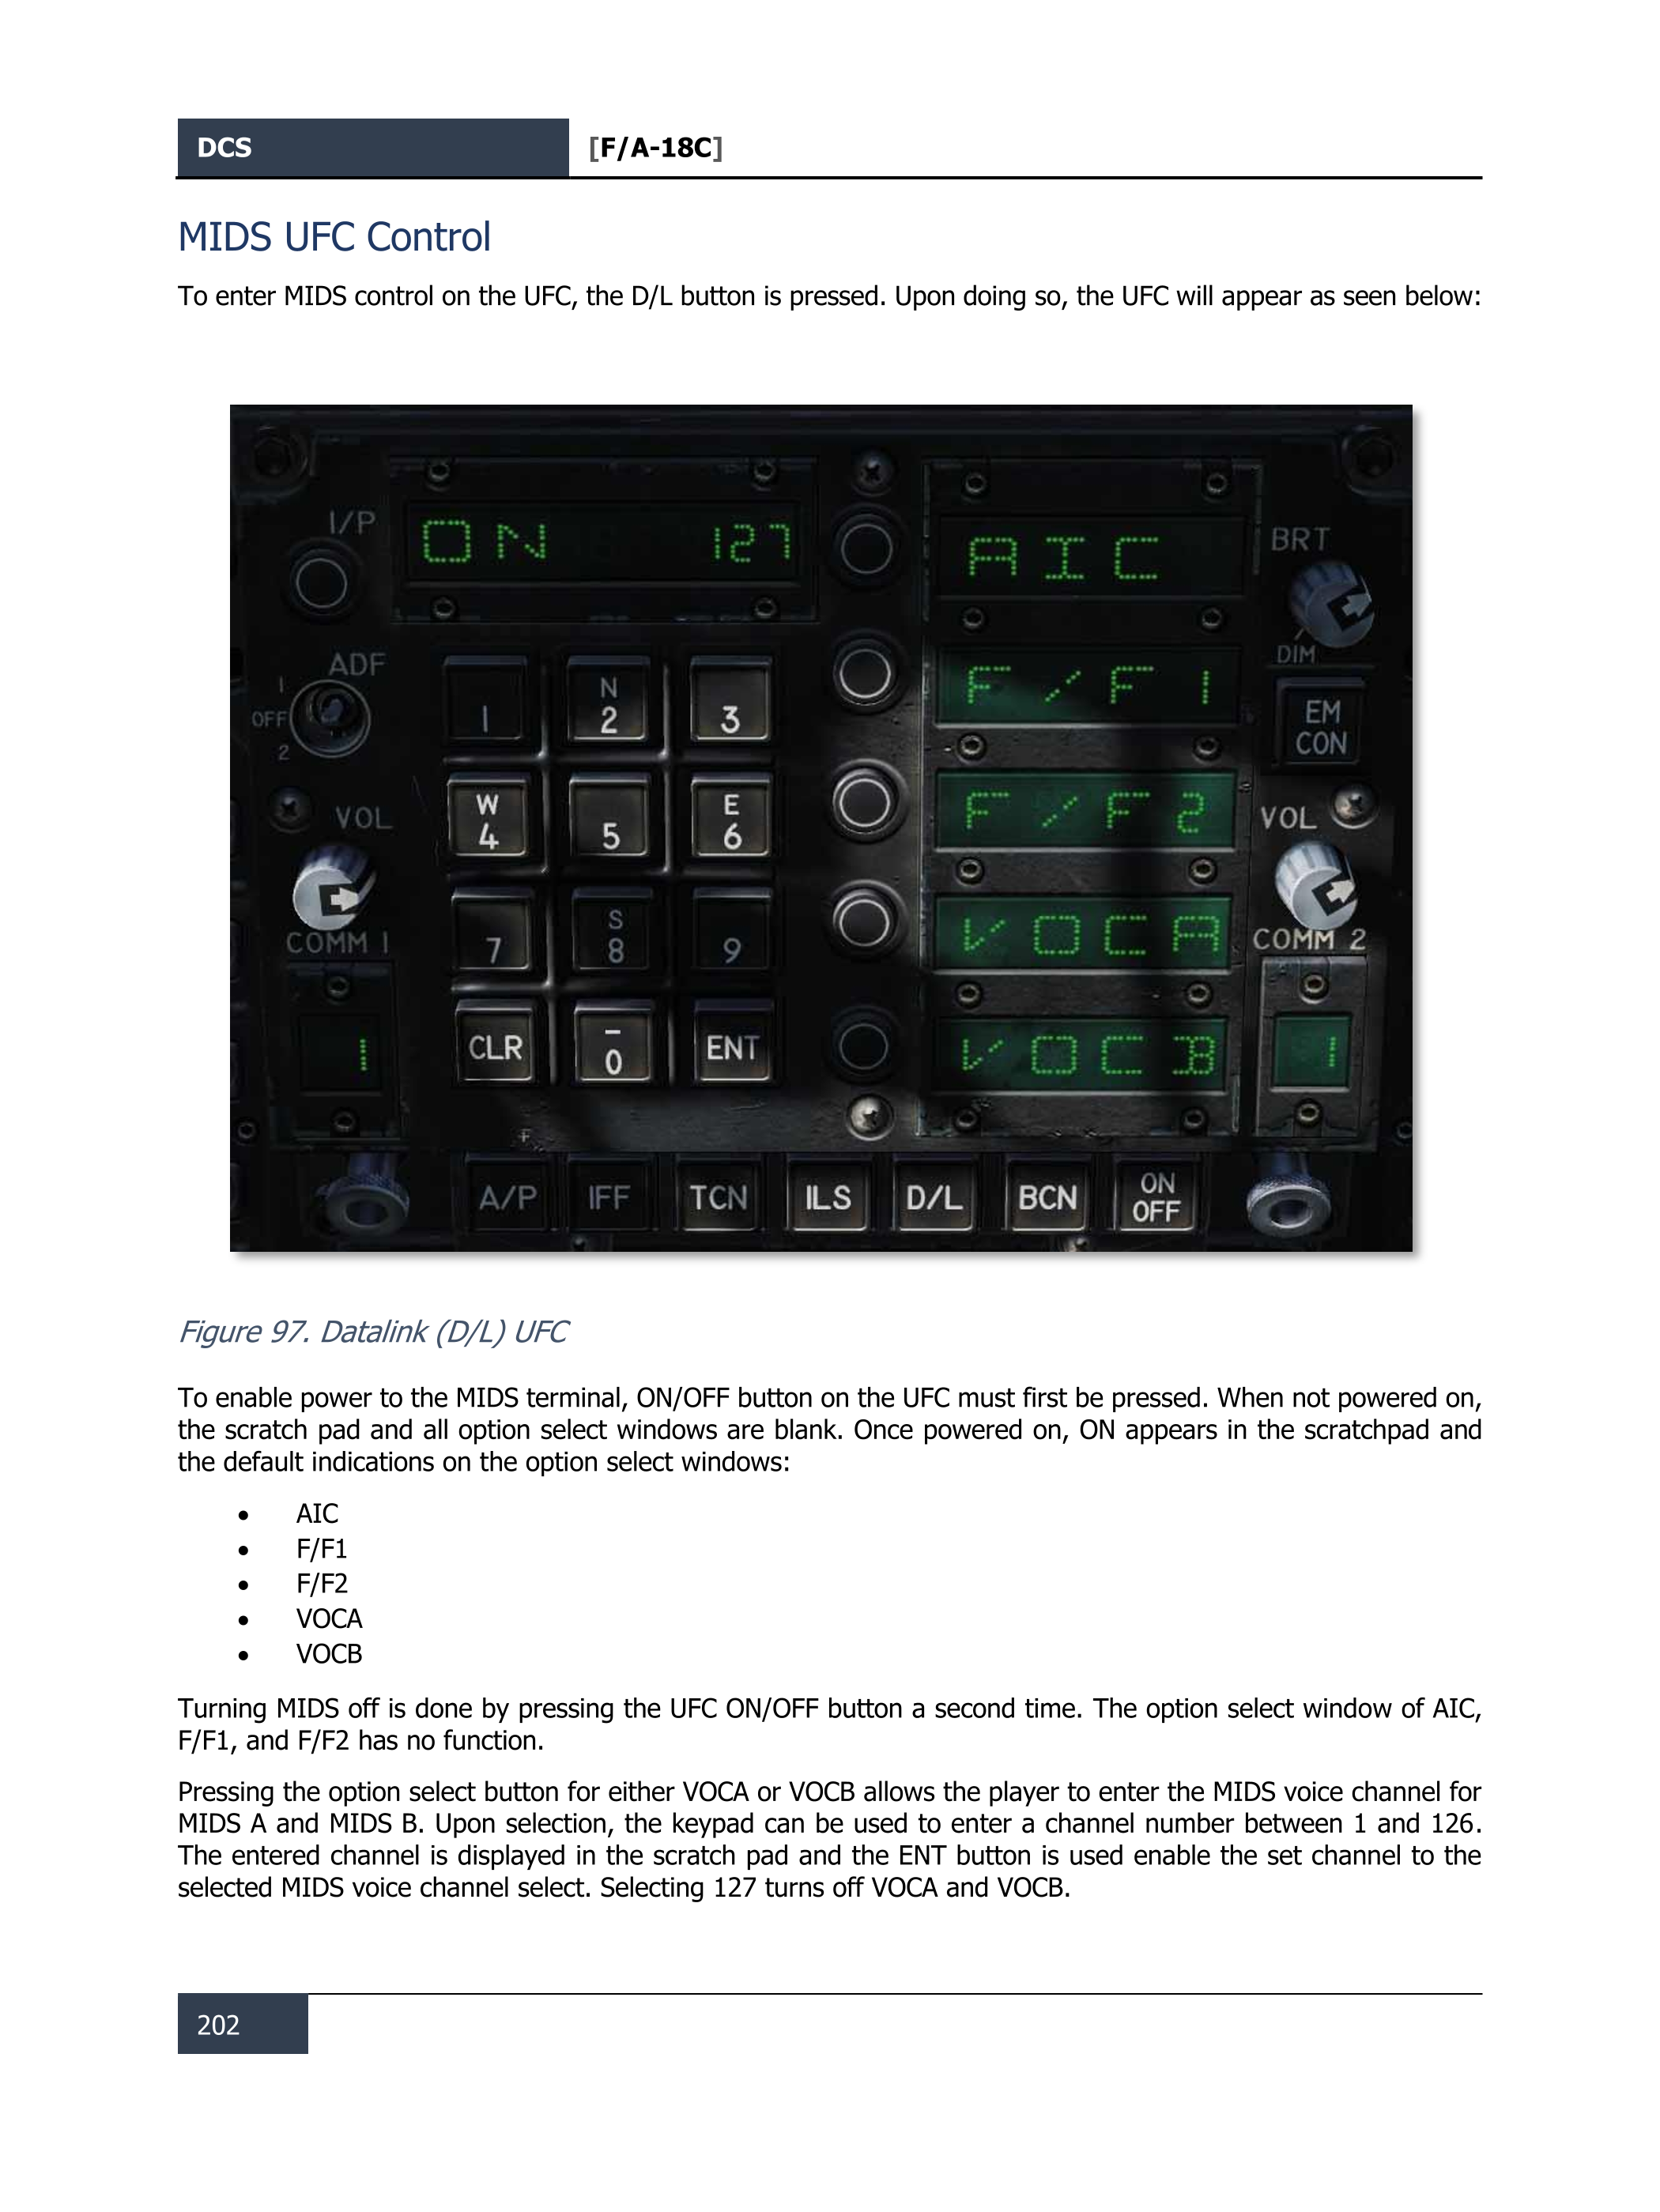 DCS [F/A-18C]
MIDS UFC Control
To enter MIDS control on the UFC, the D/L button is pressed. Upon doing so, the UFC will appear as seen below:
I/P
ON 127
AIC
BRT
DIM
ADF
1
OFF
2
1
N
2
3
F/F1
EM
CON
W
4
5
E
6
F/F2
VOL
VOL
7
S
8
9
VOCA
COMM 1
COMM 2
1
CLR
–
0
ENT
VOCB
1
A/P
IFF
TCN
ILS
D/L
BCN
ON
OFF
Figure 97. Datalink (D/L) UFC
To enable power to the MIDS terminal, ON/OFF button on the UFC must first be pressed. When not powered on,
the scratch pad and all option select windows are blank. Once powered on, ON appears in the scratchpad and
the default indications on the option select windows:
• AIC
• F/F1
• F/F2
• VOCA
• VOCB
Turning MIDS off is done by pressing the UFC ON/OFF button a second time. The option select window of AIC,
F/F1, and F/F2 has no function.
Pressing the option select button for either VOCA or VOCB allows the player to enter the MIDS voice channel for
MIDS A and MIDS B. Upon selection, the keypad can be used to enter a channel number between 1 and 126.
The entered channel is displayed in the scratch pad and the ENT button is used enable the set channel to the
selected MIDS voice channel select. Selecting 127 turns off VOCA and VOCB.
202